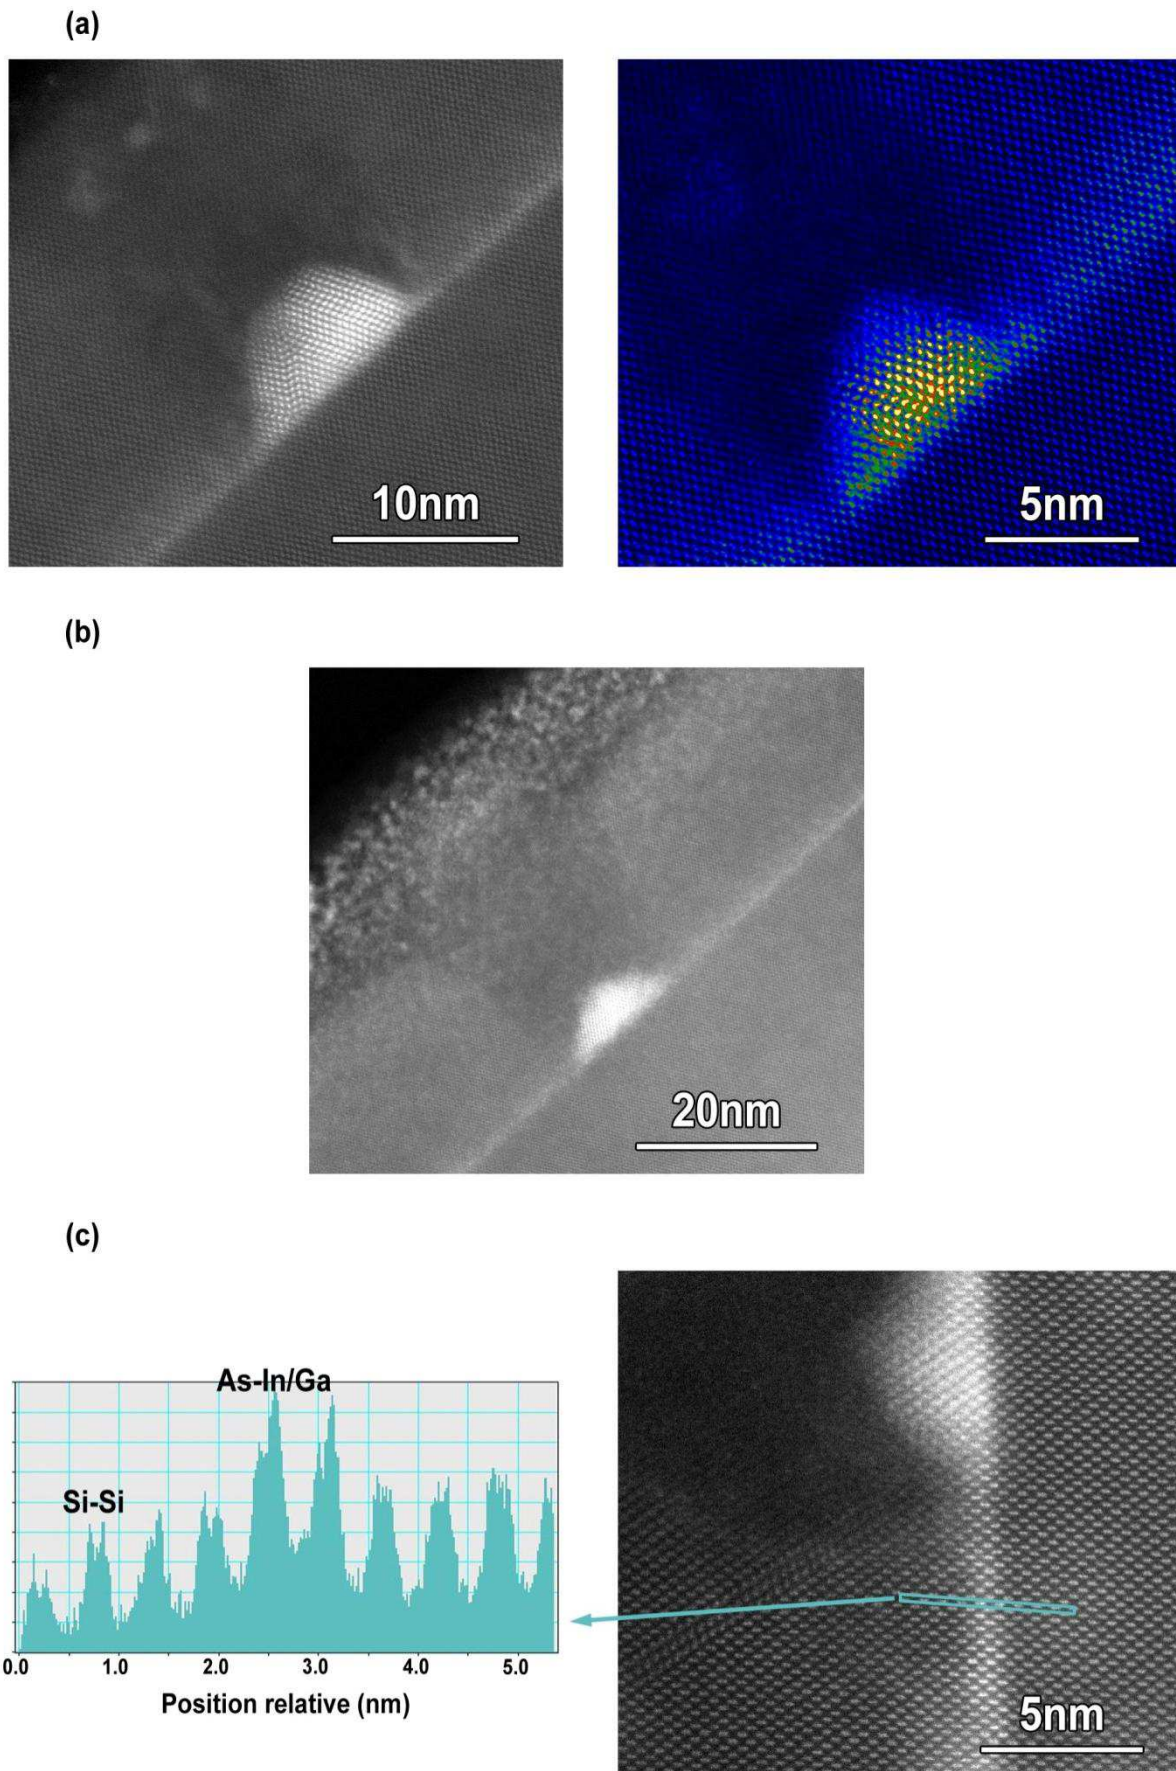 (a)
10nm
5nm
(b)
20nm
(c)
As-In/Ga
Si-Si
0.0 1.0 2.0 3.0 4.0 5.0
Position relative (nm)
5nm